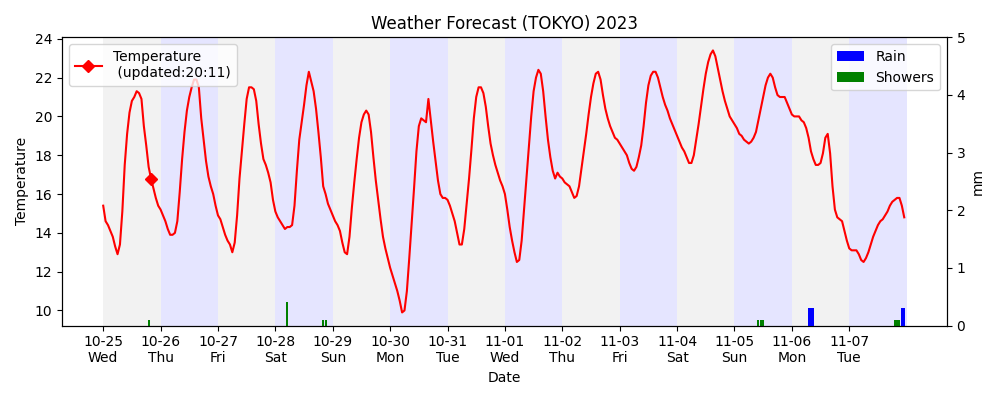 Weather Forecast (TOKYO) 2023
Temperature
(updated:20:11)
Rain
Showers
Temperature
24
22
20
18
16
14
12
10
5
4
3
2
1
0
mm
10-25 10-26 10-27 10-28 10-29 10-30 10-31 11-01 11-02 11-03 11-04 11-05 11-06 11-07
Wed Thu Fri Sat Sun Mon Tue Wed Thu Fri Sat Sun Mon Tue
Date